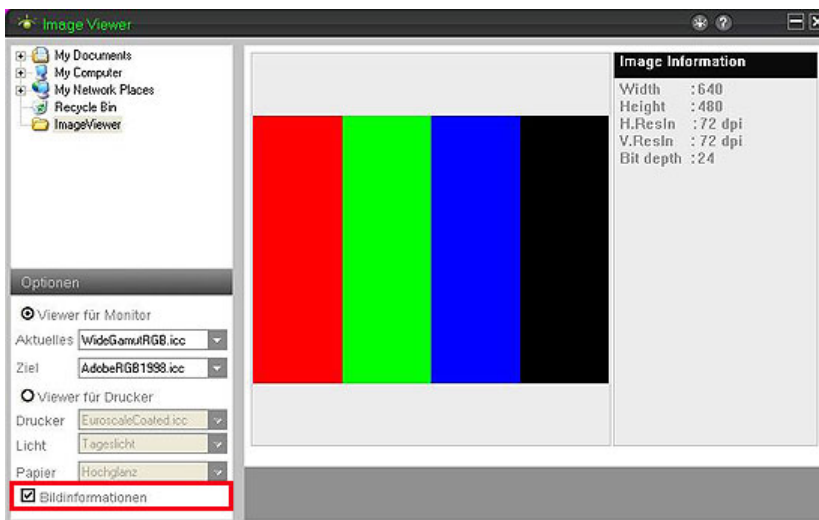 Image Viewer
My Documents
My Computer
My Network Places
Recycle Bin
ImageViewer
Optionen
Viewer für Monitor
Aktuelles WideGamutRGB.icc
Ziel AdobeRGB1998.icc
Viewer für Drucker
Drucker EuroscaleCoated.icc
Licht Tageslicht
Papier Hochglanz
Bildinformationen
Image Information
Width :640
Height :480
H.Resln :72 dpi
V.Resln :72 dpi
Bit depth :24